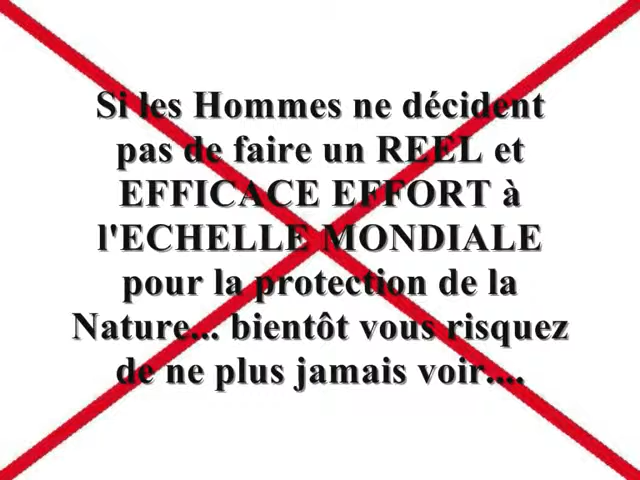 Si les Hommes ne décident
pas de faire un REEL et
EFFICACE EFFORT à
l'ECHELLE MONDIALE
pour la protection de la
Nature... bientôt vous risquez
de ne plus jamais voir....